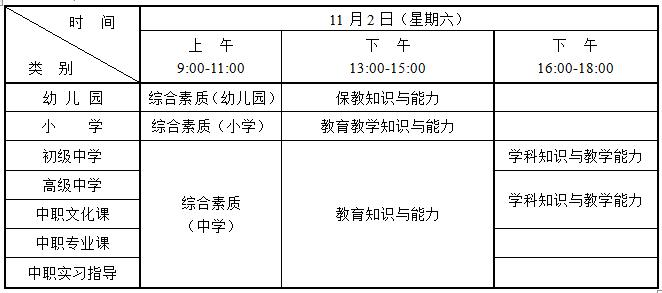 时 间
11 月 2 日（星期六）
上 午
9:00-11:00
下 午
13:00-15:00
下 午
16:00-18:00
类 别
幼 儿 园
综合素质（幼儿园）
保教知识与能力
小 学
综合素质（小学）
教育教学知识与能力
初级中学
综合素质
（中学）
教育知识与能力
学科知识与教学能力
高级中学
学科知识与教学能力
中职文化课
中职专业课
中职实习指导